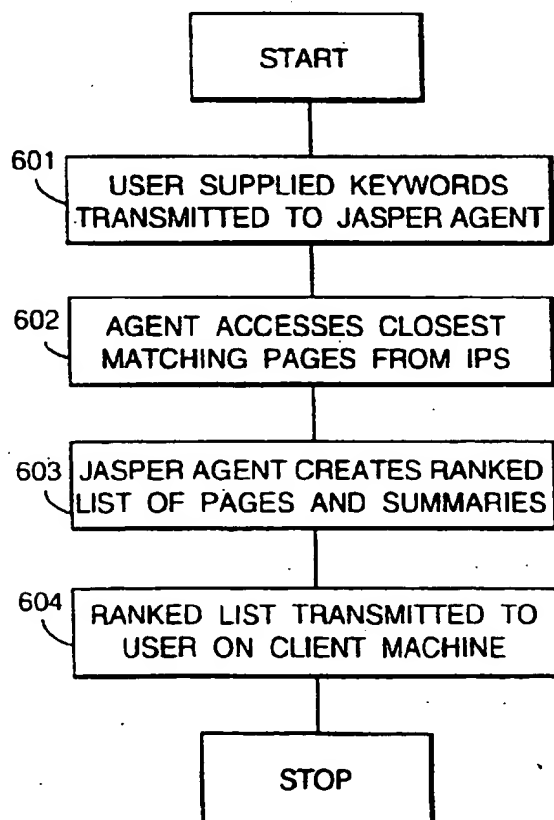 START
601
USER SUPPLIED KEYWORDS
TRANSMITTED TO JASPER AGENT
602
AGENT ACCESSES CLOSEST
MATCHING PAGES FROM IPS
603
JASPER AGENT CREATES RANKED
LIST OF PAGES AND SUMMARIES
604
RANKED LIST TRANSMITTED TO
USER ON CLIENT MACHINE
STOP